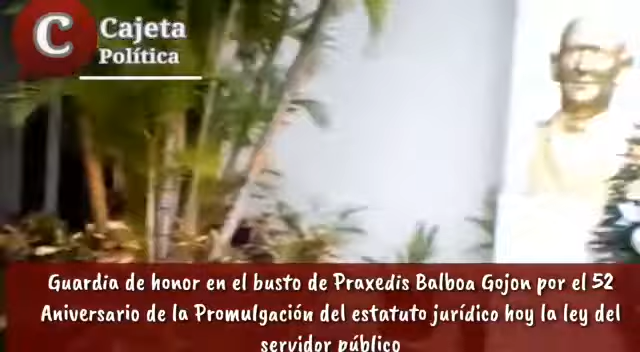 C
Cajeta
Política
Guardia de honor en el busto de Praxedis Balboa Gojon por el 52
Aniversario de la Promulgación del estatuto jurídico hoy la ley del
servidor público